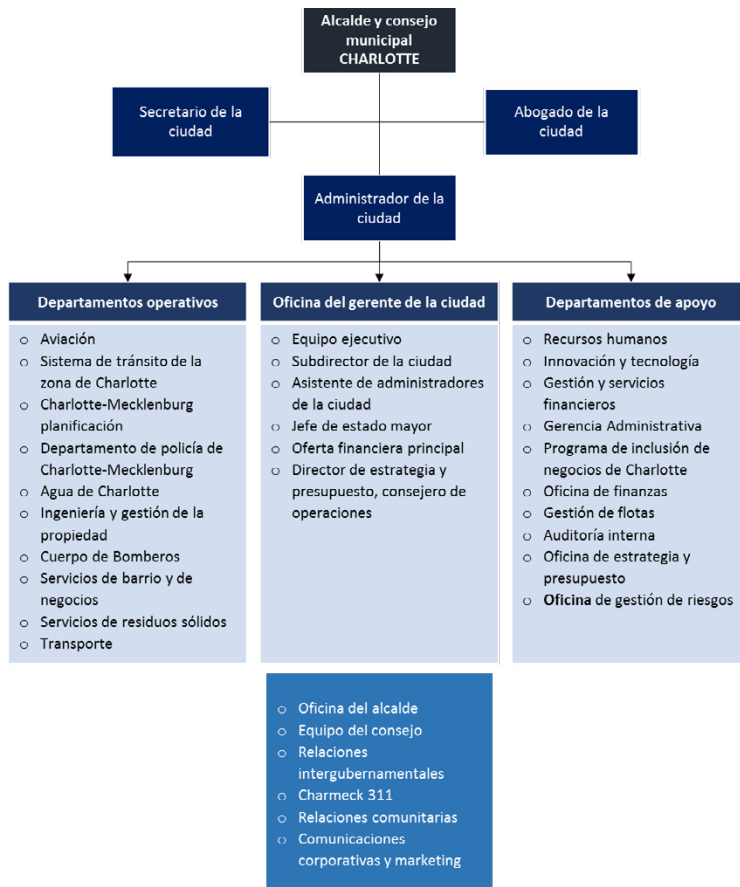 Alcalde y consejo
municipal
CHARLOTTE
Secretario de la
ciudad
Abogado de la
ciudad
Administrador de la
ciudad
Departamentos operativos
o Aviación
o Sistema de tránsito de la
zona de Charlotte
o Charlotte-Mecklenburg
planificación
o Departamento de policía de
Charlotte-Mecklenburg
o Agua de Charlotte
o Ingeniería y gestión de la
propiedad
o Cuerpo de Bomberos
o Servicios de barrio y de
negocios
o Servicios de residuos sólidos
o Transporte
Oficina del gerente de la ciudad
o Equipo ejecutivo
o Subdirector de la ciudad
o Asistente de administradores
de la ciudad
o Jefe de estado mayor
o Oferta financiera principal
o Director de estrategia y
presupuesto, consejero de
operaciones
Departamentos de apoyo
o Recursos humanos
o Innovación y tecnología
o Gestión y servicios
financieros
o Gerencia Administrativa
o Programa de inclusión de
negocios de Charlotte
o Oficina de finanzas
o Gestión de flotas
o Auditoría interna
o Oficina de estrategia y
presupuesto
o Oficina de gestión de riesgos
o Oficina del alcalde
o Equipo del consejo
o Relaciones
intergubernamentales
o Charmeck 311
o Relaciones comunitarias
o Comunicaciones
corporativas y marketing